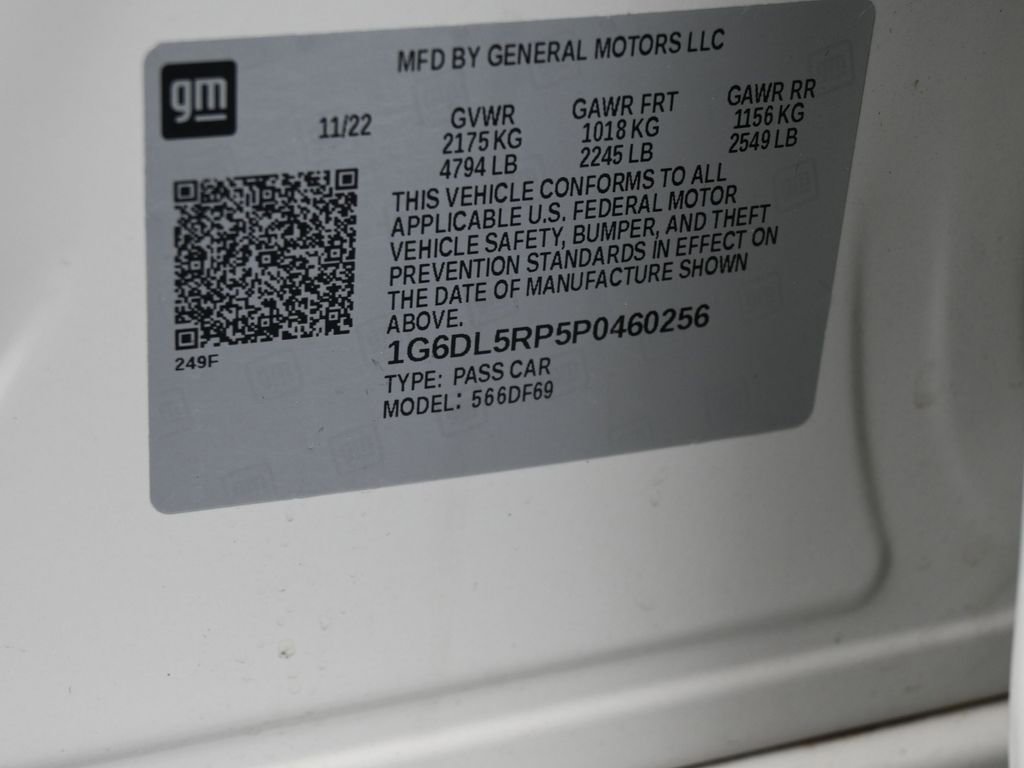 MFD BY GENERAL MOTORS LLC
gm
11/22
GVWR GAWR FRT GAWR RR
2175 KG 1018 KG 1156 KG
4794 LB 2245 LB 2549 LB
THIS VEHICLE CONFORMS TO ALL
APPLICABLE U.S. FEDERAL MOTOR
VEHICLE SAFETY, BUMPER, AND THEFT
PREVENTION STANDARDS IN EFFECT ON
THE DATE OF MANUFACTURE SHOWN
ABOVE.
249F
1G6DL5RP5P0460256
TYPE: PASS CAR
MODEL: 566DF69